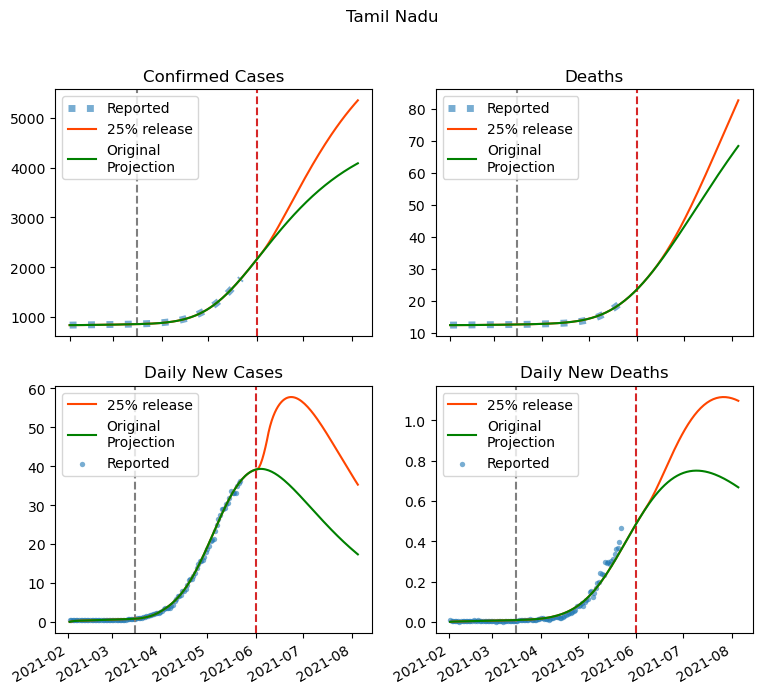 Tamil Nadu
Confirmed Cases
Reported
25% release
Original
Projection
5000
4000
3000
2000
1000
Deaths
Reported
25% release
Original
Projection
80
70
60
50
40
30
20
10
Daily New Cases
25% release
Original
Projection
Reported
60
50
40
30
20
10
0
2021-02
2021-03
2021-04
2021-05
2021-06
2021-07
2021-08
Daily New Deaths
25% release
Original
Projection
Reported
1.0
0.8
0.6
0.4
0.2
0.0
2021-02
2021-03
2021-04
2021-05
2021-06
2021-07
2021-08